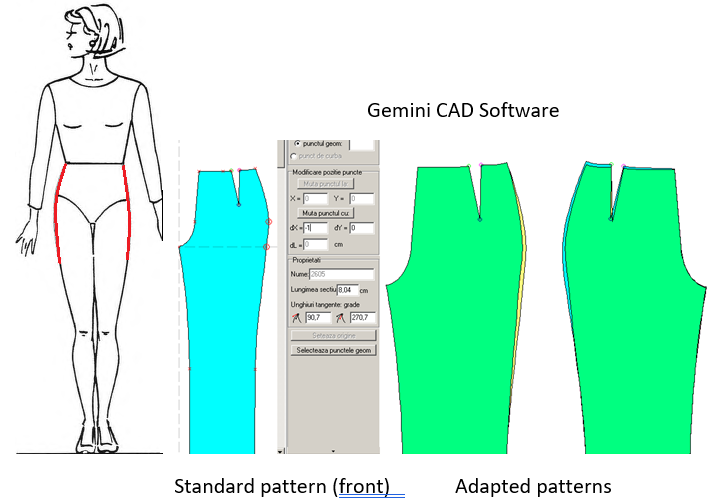 Gemini CAD Software
punctul geom:
punct de curba
Modificare pozitie puncte
Muta punctul la:
X = 0 Y = 0
Muta punctul cu:
dX = -1 dY = 0
dL = 0 cm
Proprietati
Nume: 2605
Lungimea sectiu 8,04 cm
Unghiuri tangente: grade
90,7 270,7
Seteaza origine
Selecteaza punctele geom
Standard pattern (front) Adapted patterns